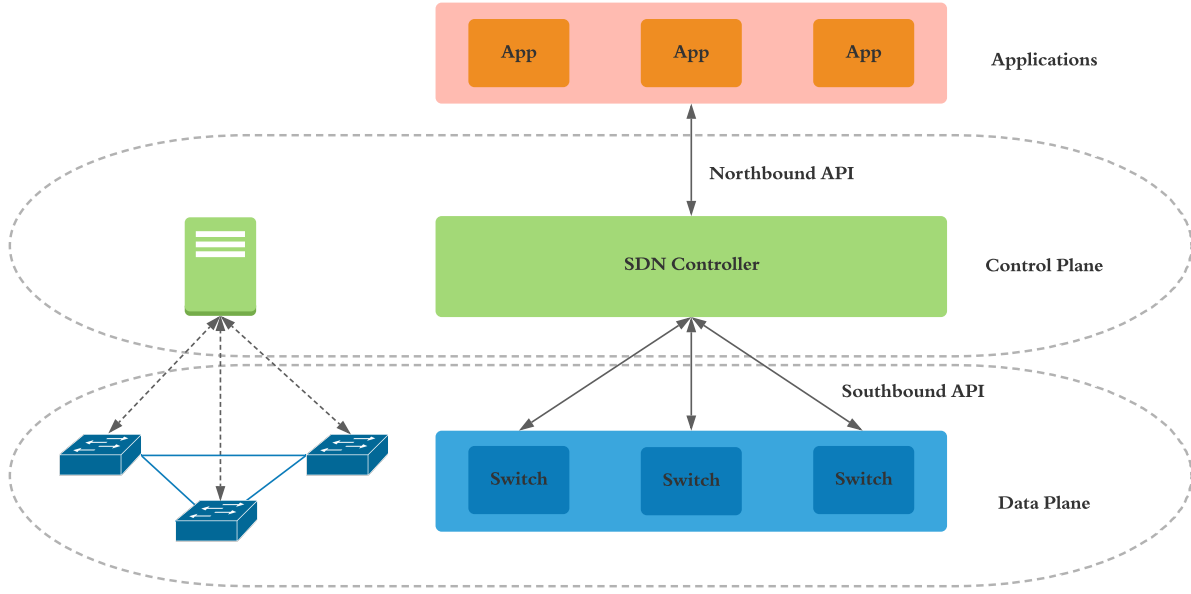 App
App
App
Applications
Northbound API
SDN Controller
Control Plane
Southbound API
Switch
Switch
Switch
Data Plane